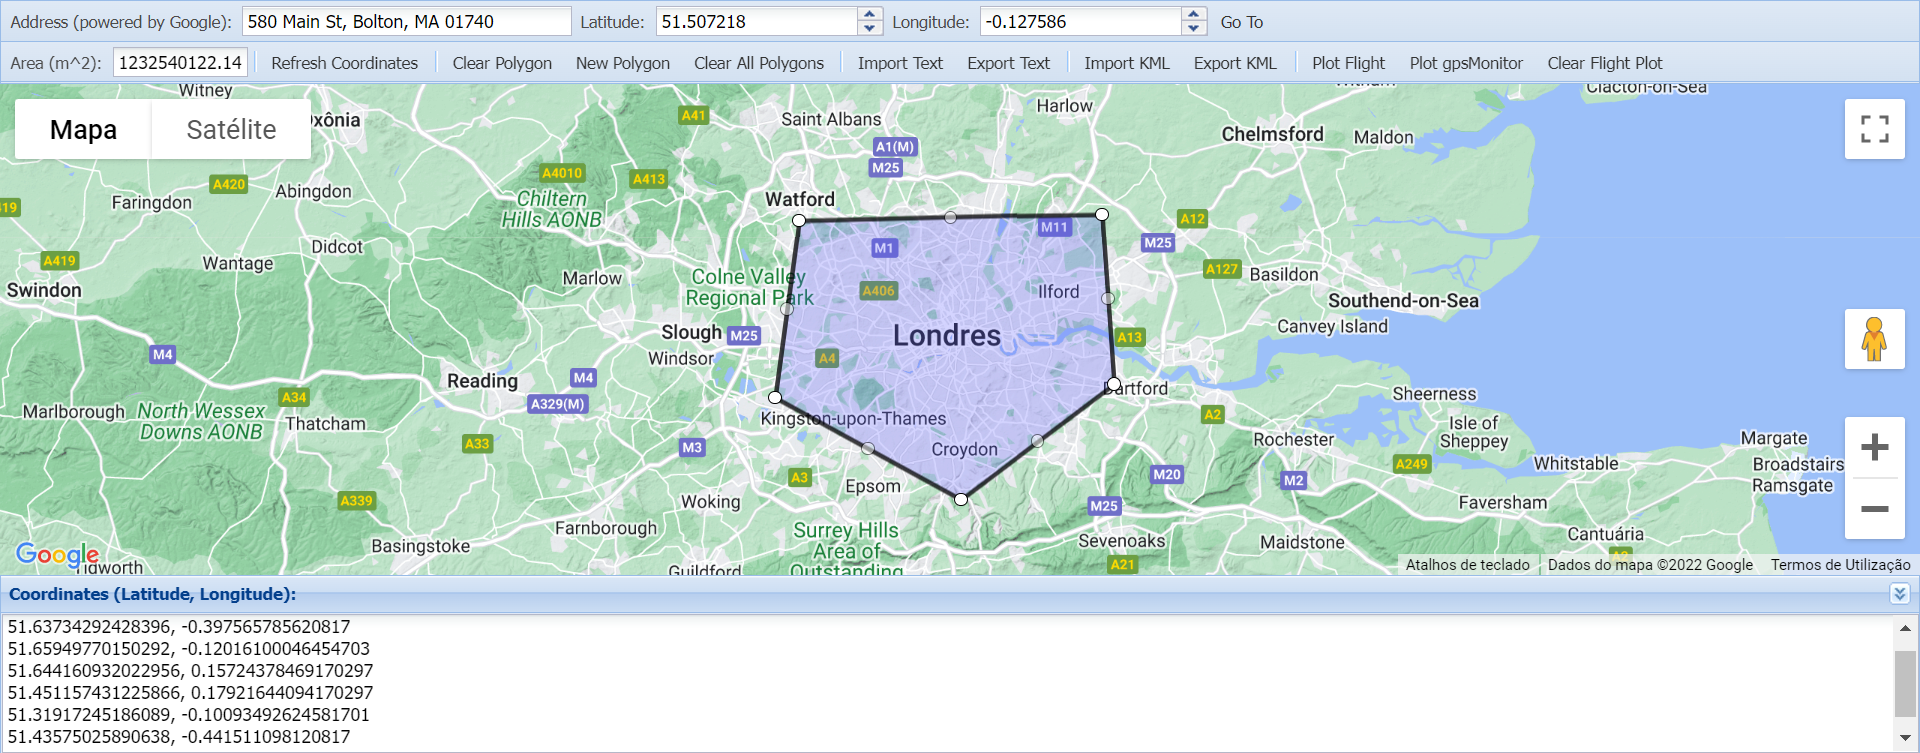 Address (powered by Google): 580 Main St, Bolton, MA 01740 Latitude: 51.507218 Longitude: -0.127586 Go To
Area (m^2): 1232540122.14 Refresh Coordinates Clear Polygon New Polygon Clear All Polygons Import Text Export Text Import KML Export KML Plot Flight Plot gpsMonitor Clear Flight Plot
Witney Clacton-on-Sea
Mapa Satélite
Harlow
A41 Saint Albans
Chelmsford Maldon
A1(M)
M25
A4010 A413
A420 Abingdon
Chiltern
Hills AONB
Faringdon Watford
A419
A12
M11
M25
Didcot M1
A419 Wantage
A127 Basildon
Marlow Colne Valley
Regional Park
Swindon A406 Ilford
Southend-on-Sea
Canvey Island
Slough M25 Londres A13
M4 Windsor A4
Reading M4
Dartford
A34 A329(M)
Sheerness
Marlborough North Wessex
Downs AONB
Thatcham Kingston-upon-Thames A2
Isle of
Sheppey
A33 M3 Croydon Rochester Margate
A249 Whitstable Broadstairs
A3 Epsom M20 M2 Ramsgate
A339 Woking M25 Faversham
Farnborough Surrey Hills
Area of
Outstanding
Sevenoaks Maidstone Cantuária
Basingstoke
Google
Guildford A21
Atalhos de teclado Dados do mapa ©2022 Google Termos de Utilização
Coordinates (Latitude, Longitude):
51.63734292428396, -0.397565785620817
51.65949770150292, -0.12016100046454703
51.644160932022956, 0.15724378469170297
51.451157431225866, 0.17921644094170297
51.31917245186089, -0.10093492624581701
51.43575025890638, -0.441511098120817